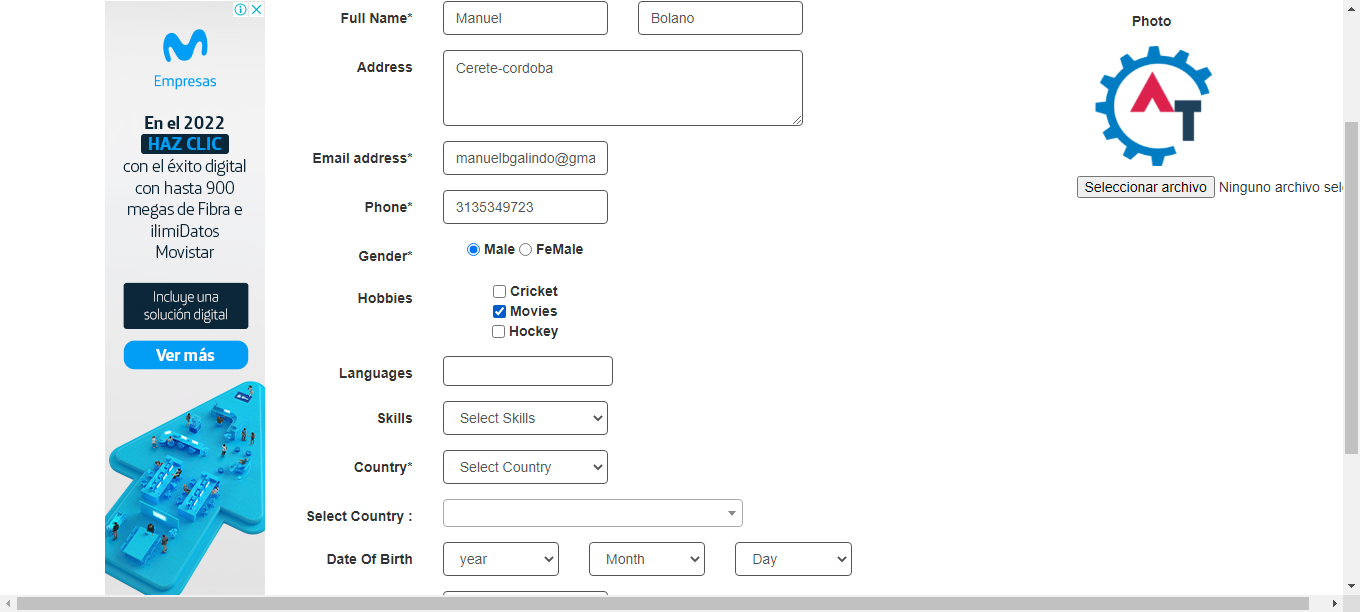 Empresas
En el 2022
HAZ CLIC
con el éxito digital
con hasta 900
megas de Fibra e
ilimiDatos
Movistar
Incluye una
solución digital
Ver más
Full Name* Manuel Bolano
Address Cerete-cordoba
Email address* manuelbgalindo@gma
Phone* 3135349723
Gender* Male FeMale
Hobbies Cricket
Movies
Hockey
Languages
Skills Select Skills
Country* Select Country
Select Country :
Date Of Birth year Month Day
Photo
AT
Seleccionar archivo Ninguno archivo sel